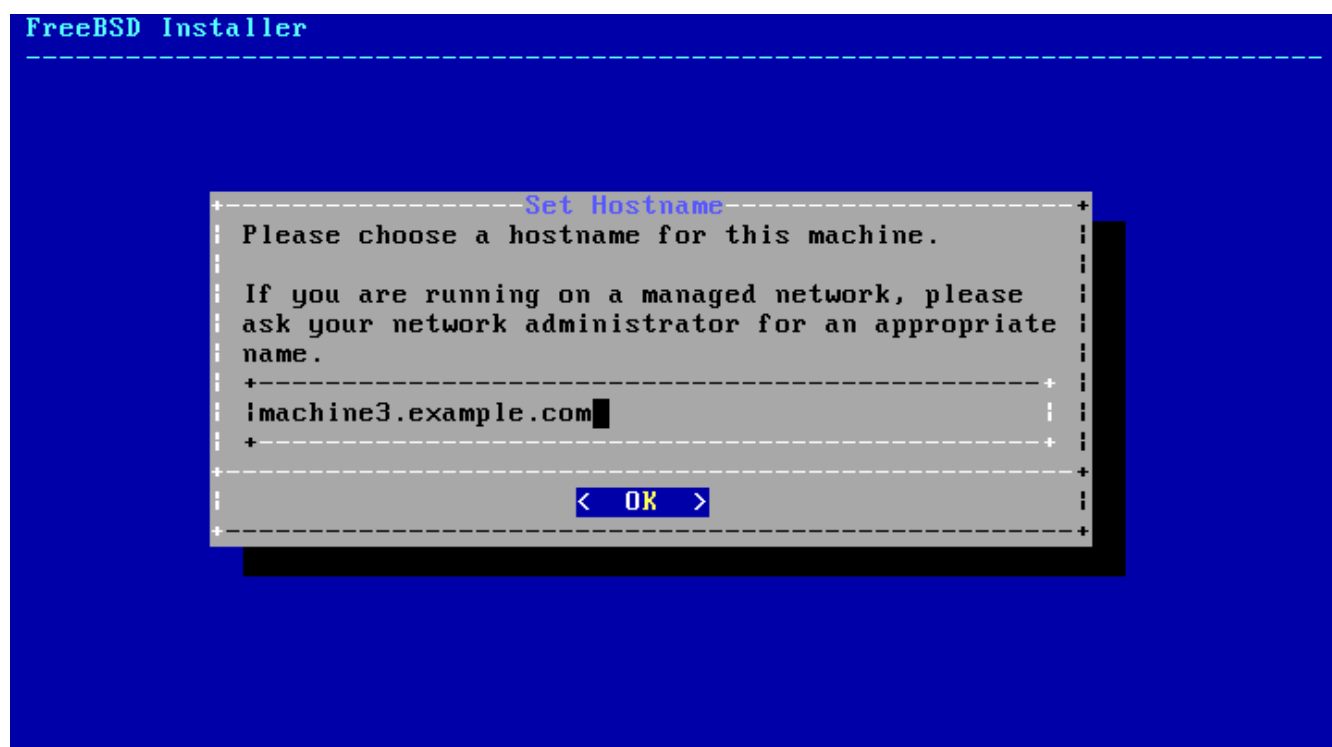 FreeBSD Installer
Set Hostname
Please choose a hostname for this machine.
If you are running on a managed network, please
ask your network administrator for an appropriate
name.
machine3.example.com
< OK >